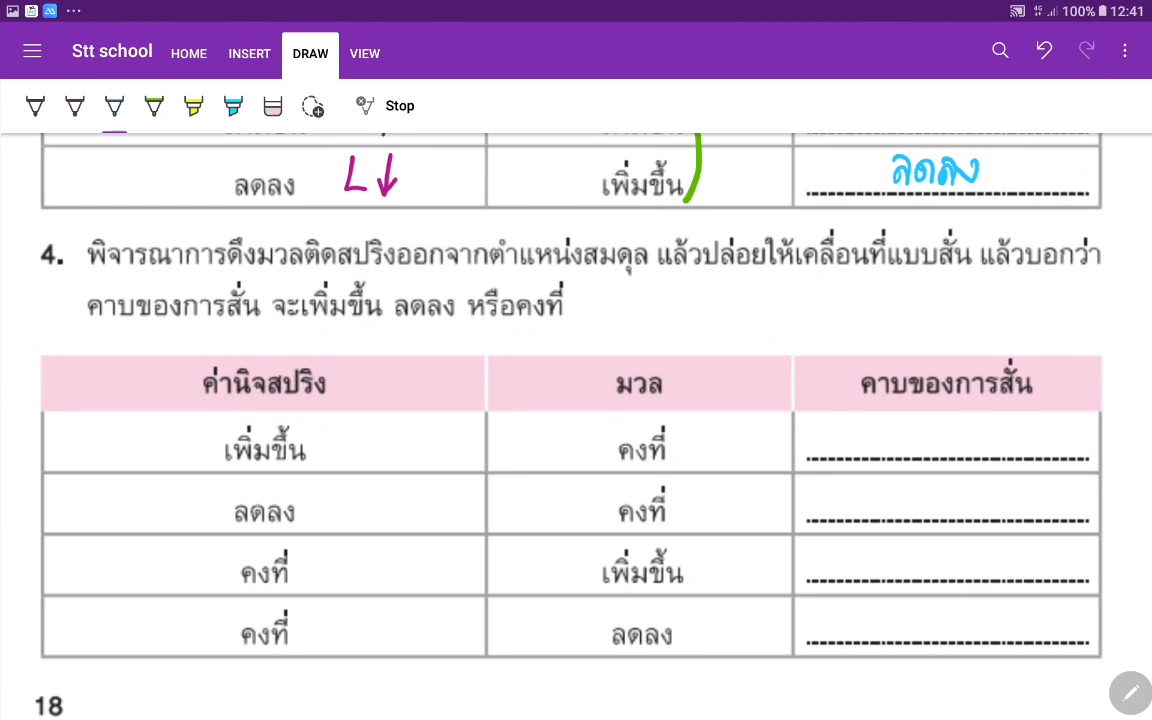 4G 100% 12:41
Stt school HOME INSERT DRAW VIEW
Stop
ลดลง L↓ เพิ่มขึ้น ลดลง
4. พิจารณาการดึงมวลติดสปริงออกจากตำแหน่งสมดุล แล้วปล่อยให้เคลื่อนที่แบบสั่น แล้วบอกว่า
คาบของการสั่น จะเพิ่มขึ้น ลดลง หรือคงที่
ค่านิจสปริง มวล คาบของการสั่น
เพิ่มขึ้น คงที่
ลดลง คงที่
คงที่ เพิ่มขึ้น
คงที่ ลดลง
18